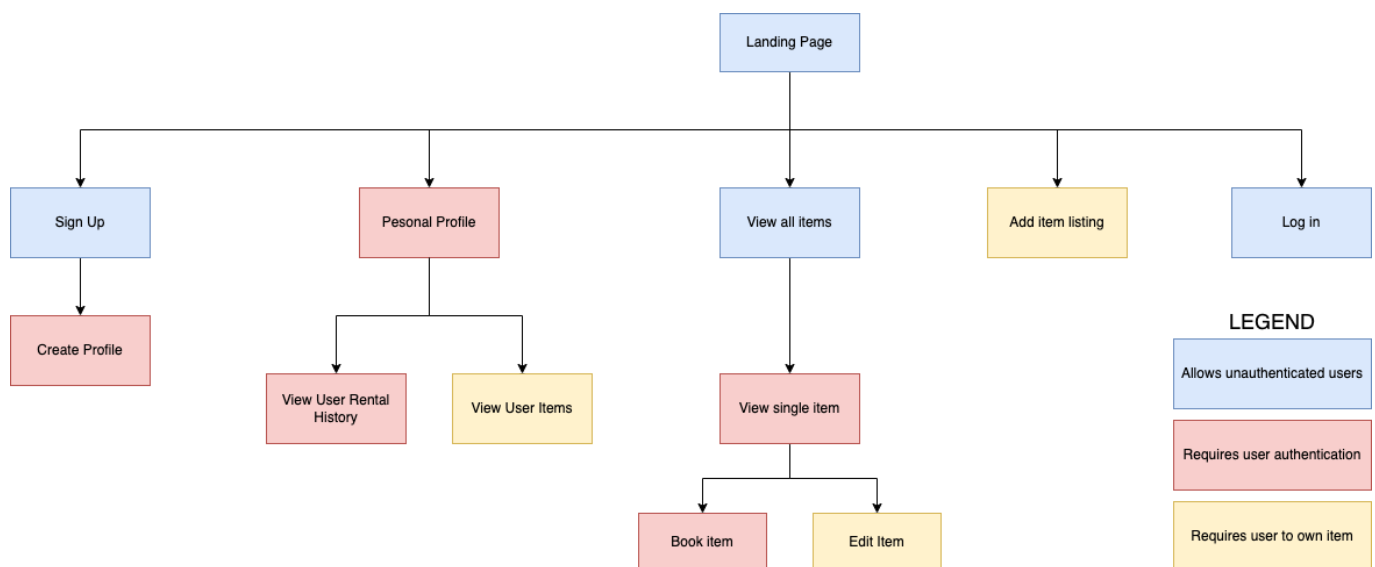 Landing Page
Sign Up
Pesonal Profile
View all items
Add item listing
Log in
Create Profile
View User Rental
History
View User Items
View single item
Book item
Edit Item
LEGEND
Allows unauthenticated users
Requires user authentication
Requires user to own item